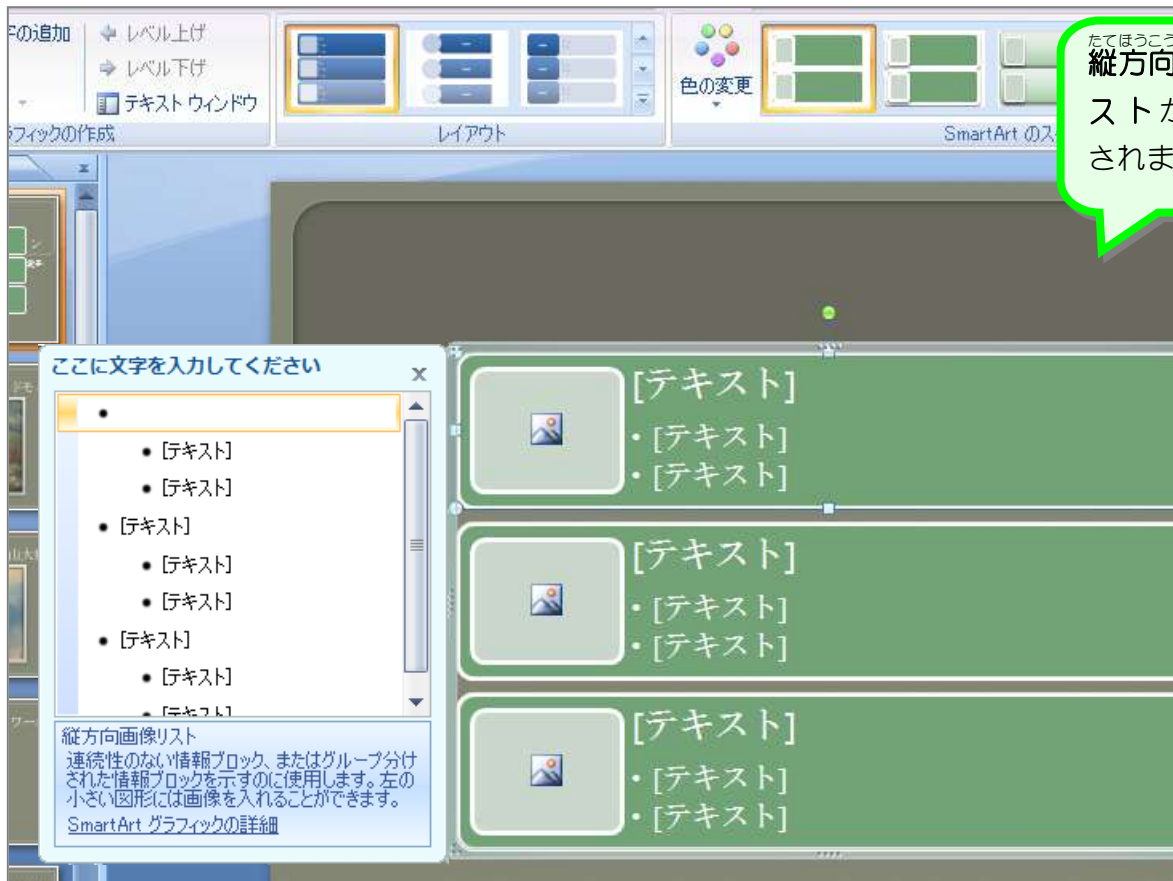 字の追加
レベル上げ
レベル下げ
テキスト ウィンドウ
ラフィックの作成
レイアウト
色の変更
SmartArt のス
たてほうこう
縦方向
ストか
されま
ここに文字を入力してください
x
[テキスト]
[テキスト]
[テキスト]
[テキスト]
[テキスト]
[テキスト]
[テキスト]
[テキスト]
縦方向画像リスト
連続性のない情報ブロック、またはグループ分け
された情報ブロックを示すのに使用します。左の
小さい図形には画像を入れることができます。
SmartArt グラフィックの詳細
[テキスト]
• [テキスト]
• [テキスト]
[テキスト]
• [テキスト]
• [テキスト]
[テキスト]
• [テキスト]
• [テキスト]